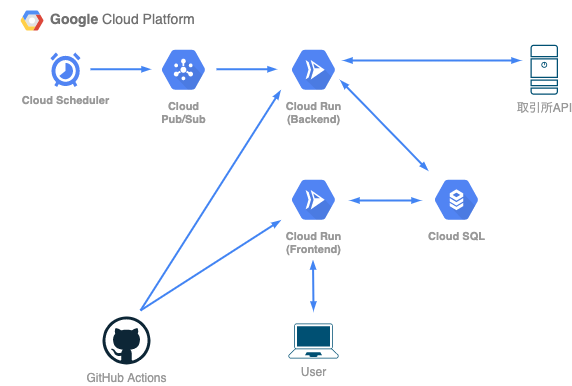 Google Cloud Platform
Cloud Scheduler
Cloud
Pub/Sub
Cloud Run
(Backend)
取引所API
Cloud Run
(Frontend)
Cloud SQL
GitHub Actions
User